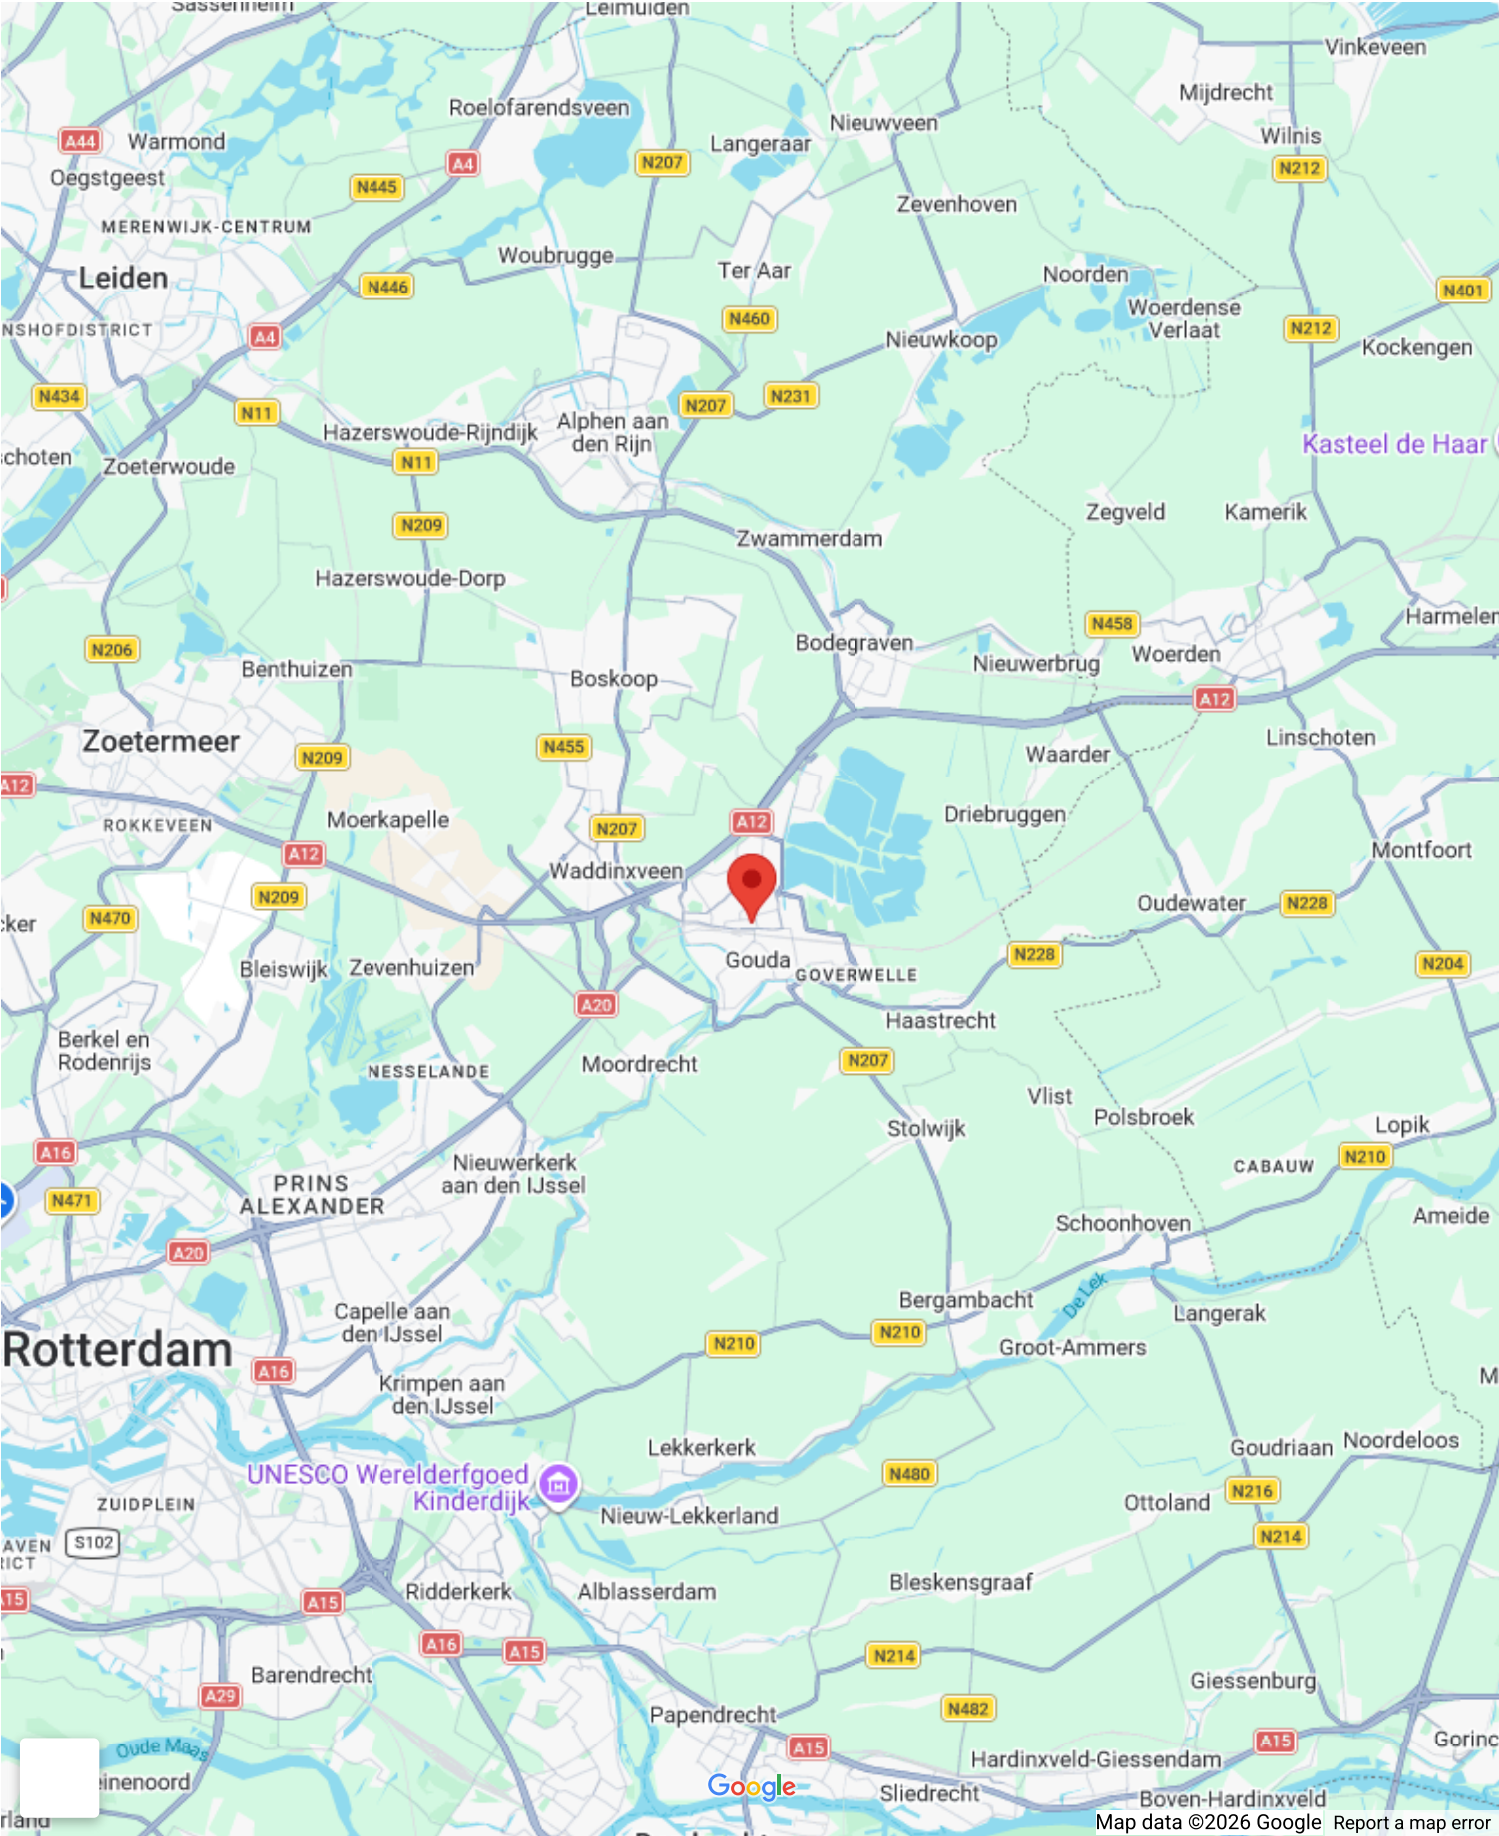 Sassenheim
Leimuiden
Vinkeveen
Mijdrecht
Roelofarendsveen
Nieuwveen
Wilnis
A44
Warmond
Langeraar
A4
N207
N212
Oegstgeest
N445
Zevenhoven
MERENWIJK-CENTRUM
Woubrugge
Ter Aar
Noorden
Leiden
N446
N401
Woerdense
Verlaat
NSHOFDISTRICT
A4
N460
N212
Nieuwkoop
Kockengen
N434
N11
N207
N231
Alphen aan
den Rijn
Hazerswoude-Rijndijk
Kasteel de Haar
schoten
Zoeterwoude
N11
Zegveld
Kamerik
N209
Zwammerdam
Hazerswoude-Dorp
Harmelen
N458
N206
Bodegraven
Nieuwerbrug
Woerden
Benthuizen
Boskoop
A12
Zoetermeer
N209
N455
Linschoten
Waarder
A12
Moerkapelle
Driebruggen
ROKKEVEEN
N207
A12
A12
Montfoort
Waddinxveen
N209
Oudewater
N228
cker
N470
Bleiswijk
Zevenhuizen
Gouda
GOVERWELLE
N228
N204
A20
Haastrecht
Berkel en
Rodenrijs
NESSELANDE
Moordrecht
N207
Vlist
Polsbroek
Stolwijk
Lopik
A16
CABAUW
N210
Nieuwerkerk
aan den IJssel
PRINS
ALEXANDER
N471
Schoonhoven
Ameide
A20
De Lek
Bergambacht
Langerak
Capelle aan
den IJssel
N210
N210
Groot-Ammers
Rotterdam
A16
Krimpen aan
den IJssel
M
Lekkerkerk
Goudriaan
Noordeloos
UNESCO Werelderfgoed
Kinderdijk
N480
N216
ZUIDPLEIN
Nieuw-Lekkerland
Ottoland
S102
N214
AVEN
RICT
Ridderkerk
Alblasserdam
Bleskensgraaf
A15
A15
A16
A15
N214
Barendrecht
Giessenburg
A29
Papendrecht
N482
Oude Maas
A15
A15
Gorinc
Hardinxveld-Giessendam
einenoord
Google
Sliedrecht
Boven-Hardinxveld
rland
Map data ©2026 Google
Report a map error